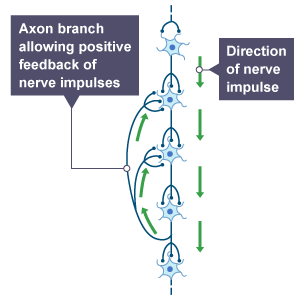 Axon branch
allowing positive
feedback of
nerve impulses
Direction
of nerve
impulse